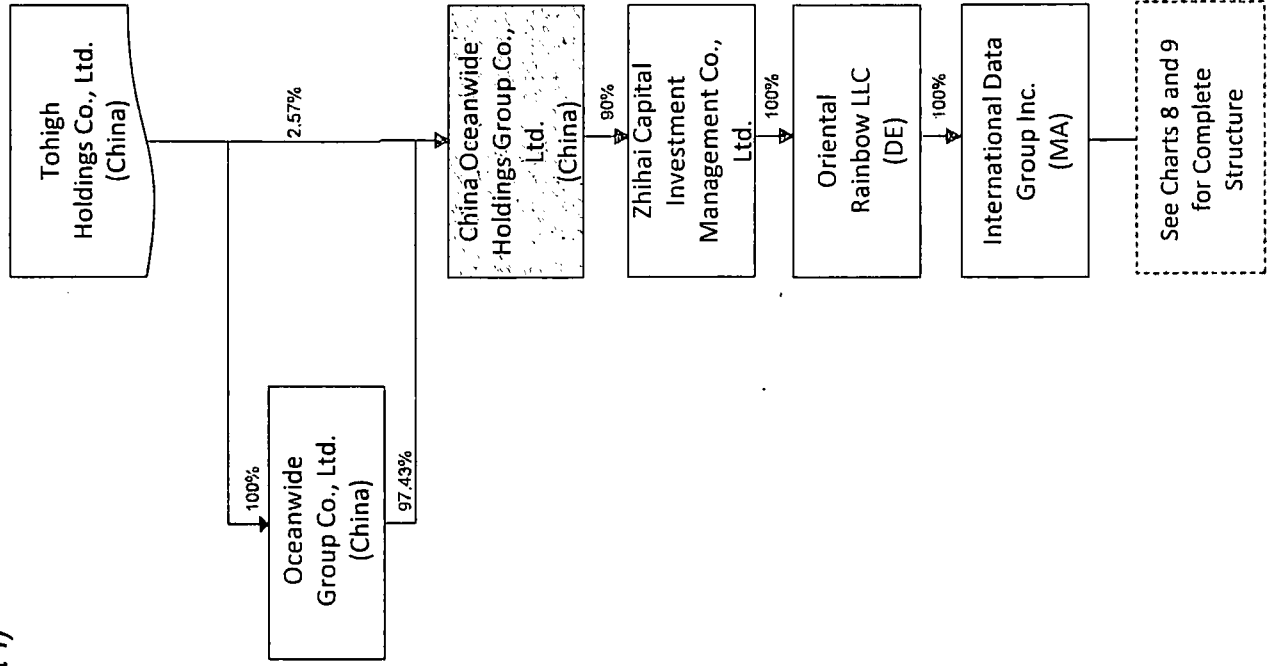 Tohigh
Holdings Co., Ltd.
(China)
2.57%
100%
Oceanwide
Group Co., Ltd.
(China)
97.43%
China Oceanwide
Holdings Group Co.,
Ltd.
(China)
90%
Zhihai Capital
Investment
Management Co.,
Ltd.
100%
Oriental
Rainbow LLC
(DE)
100%
International Data
Group Inc.
(MA)
See Charts 8 and 9
for Complete
Structure